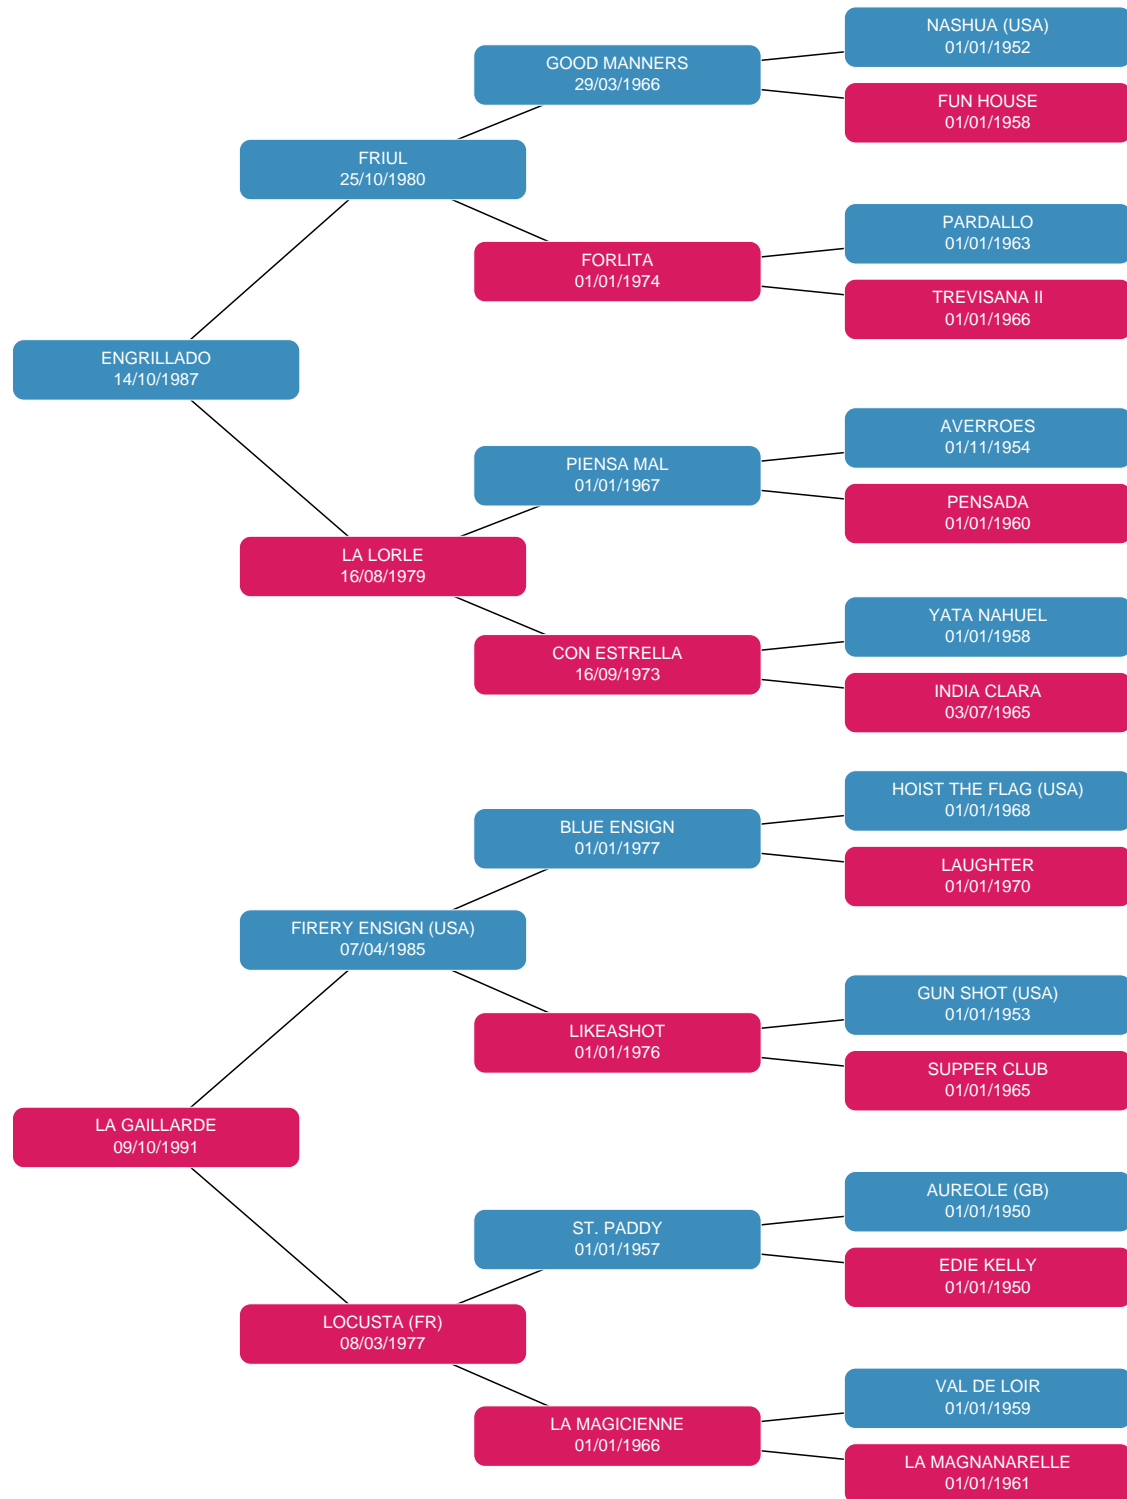 NASHUA (USA)
01/01/1952
GOOD MANNERS
29/03/1966
FUN HOUSE
01/01/1958
FRIUL
25/10/1980
PARDALLO
01/01/1963
FORLITA
01/01/1974
TREVISANA II
01/01/1966
ENGRILLADO
14/10/1987
AVERROES
01/11/1954
PIENSA MAL
01/01/1967
PENSADA
01/01/1960
LA LORLE
16/08/1979
YATA NAHUEL
01/01/1958
CON ESTRELLA
16/09/1973
INDIA CLARA
03/07/1965
HOIST THE FLAG (USA)
01/01/1968
BLUE ENSIGN
01/01/1977
LAUGHTER
01/01/1970
FIRERY ENSIGN (USA)
07/04/1985
GUN SHOT (USA)
01/01/1953
LIKEASHOT
01/01/1976
SUPPER CLUB
01/01/1965
LA GAILLARDE
09/10/1991
AUREOLE (GB)
01/01/1950
ST. PADDY
01/01/1957
EDIE KELLY
01/01/1950
LOCUSTA (FR)
08/03/1977
VAL DE LOIR
01/01/1959
LA MAGICIENNE
01/01/1966
LA MAGNANARELLE
01/01/1961